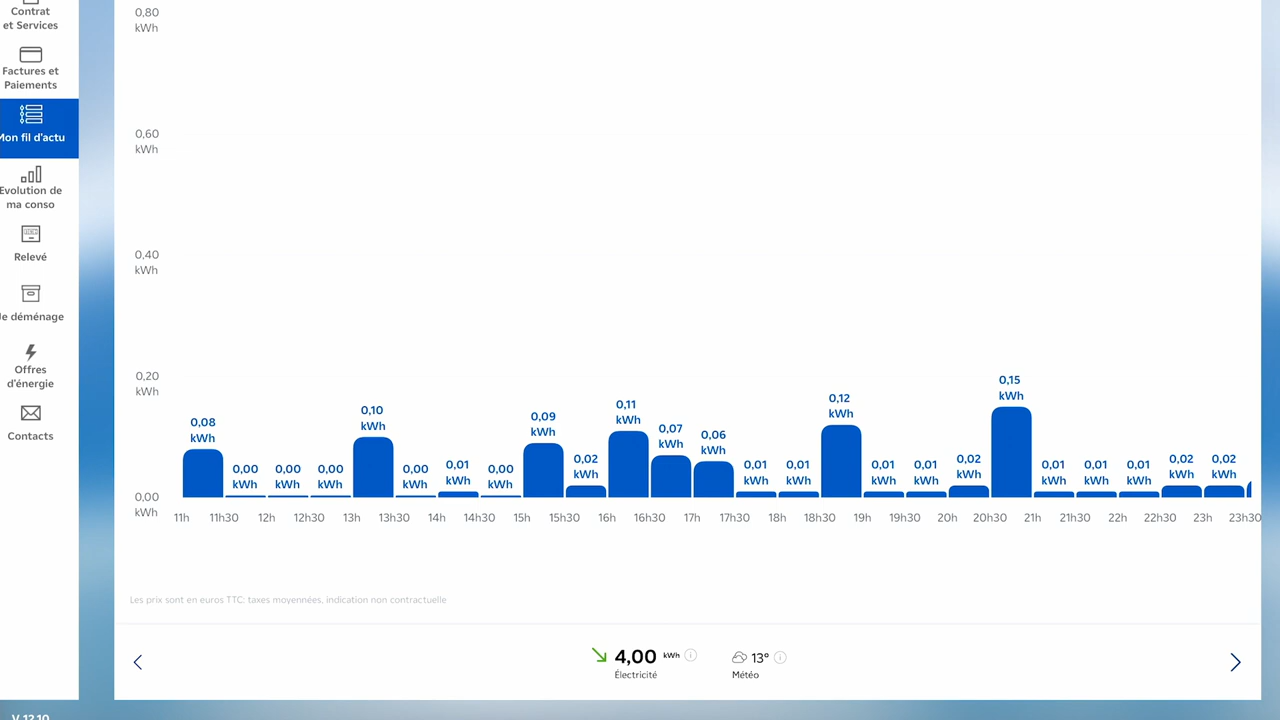 Contrat
et Services
Factures et
Paiements
Mon fil d'actu
Evolution de
ma conso
Relevé
Je déménage
Offres
d'énergie
Contacts
V 12.10
0,80
kWh
0,60
kWh
0,40
kWh
0,20
kWh
0,00
kWh
0,08
kWh
0,00
kWh
0,00
kWh
0,00
kWh
0,10
kWh
0,00
kWh
0,01
kWh
0,00
kWh
0,09
kWh
0,02
kWh
0,11
kWh
0,07
kWh
0,06
kWh
0,01
kWh
0,01
kWh
0,12
kWh
0,01
kWh
0,01
kWh
0,02
kWh
0,15
kWh
0,01
kWh
0,01
kWh
0,01
kWh
0,02
kWh
0,02
kWh
11h 11h30 12h 12h30 13h 13h30 14h 14h30 15h 15h30 16h 16h30 17h 17h30 18h 18h30 19h 19h30 20h 20h30 21h 21h30 22h 22h30 23h 23h30
Les prix sont en euros TTC: taxes moyennées, indication non contractuelle
4,00 kWh
Électricité
13°
Météo